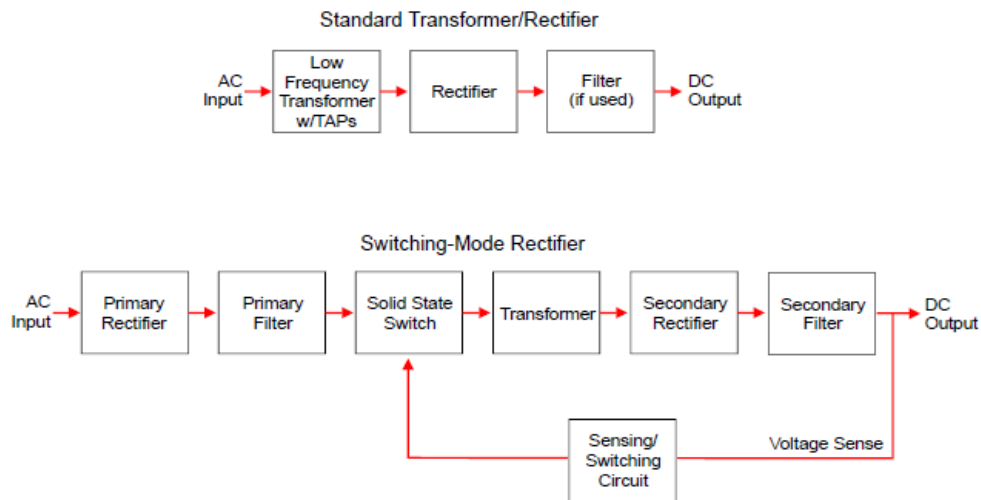 Standard Transformer/Rectifier
AC
Input
Low
Frequency
Transformer
w/TAPs
Rectifier
Filter
(if used)
DC
Output
Switching-Mode Rectifier
AC
Input
Primary
Rectifier
Primary
Filter
Solid State
Switch
Transformer
Secondary
Rectifier
Secondary
Filter
DC
Output
Sensing/
Switching
Circuit
Voltage Sense